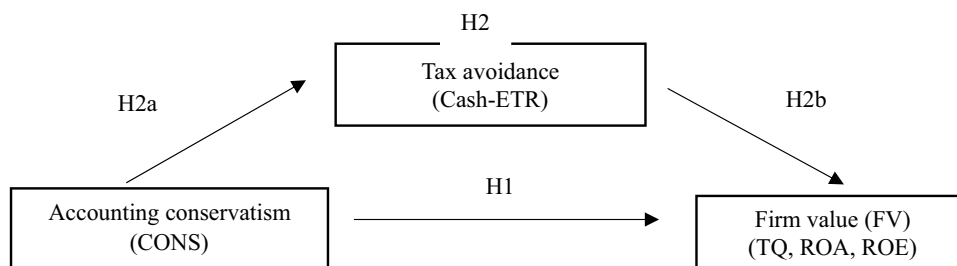 H2
Tax avoidance
(Cash-ETR)
H2a
H2b
H1
Accounting conservatism
(CONS)
Firm value (FV)
(TQ, ROA, ROE)